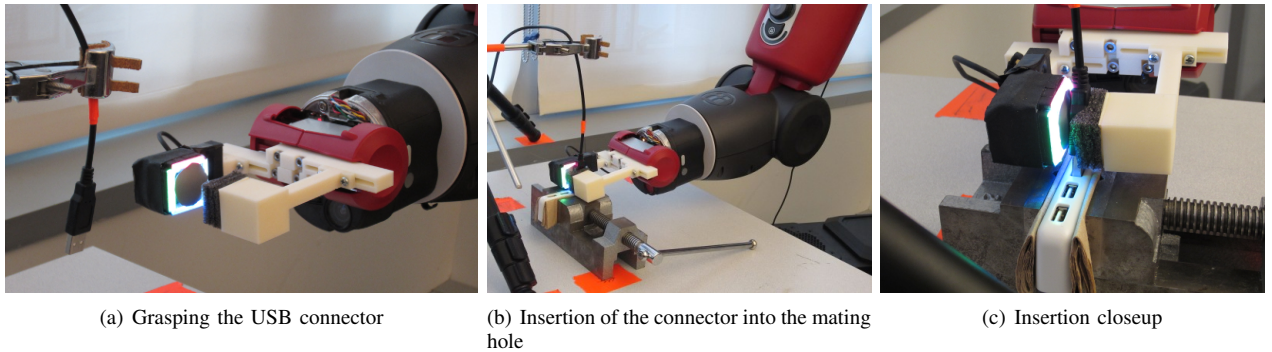 (a) Grasping the USB connector
(b) Insertion of the connector into the mating
hole
(c) Insertion closeup